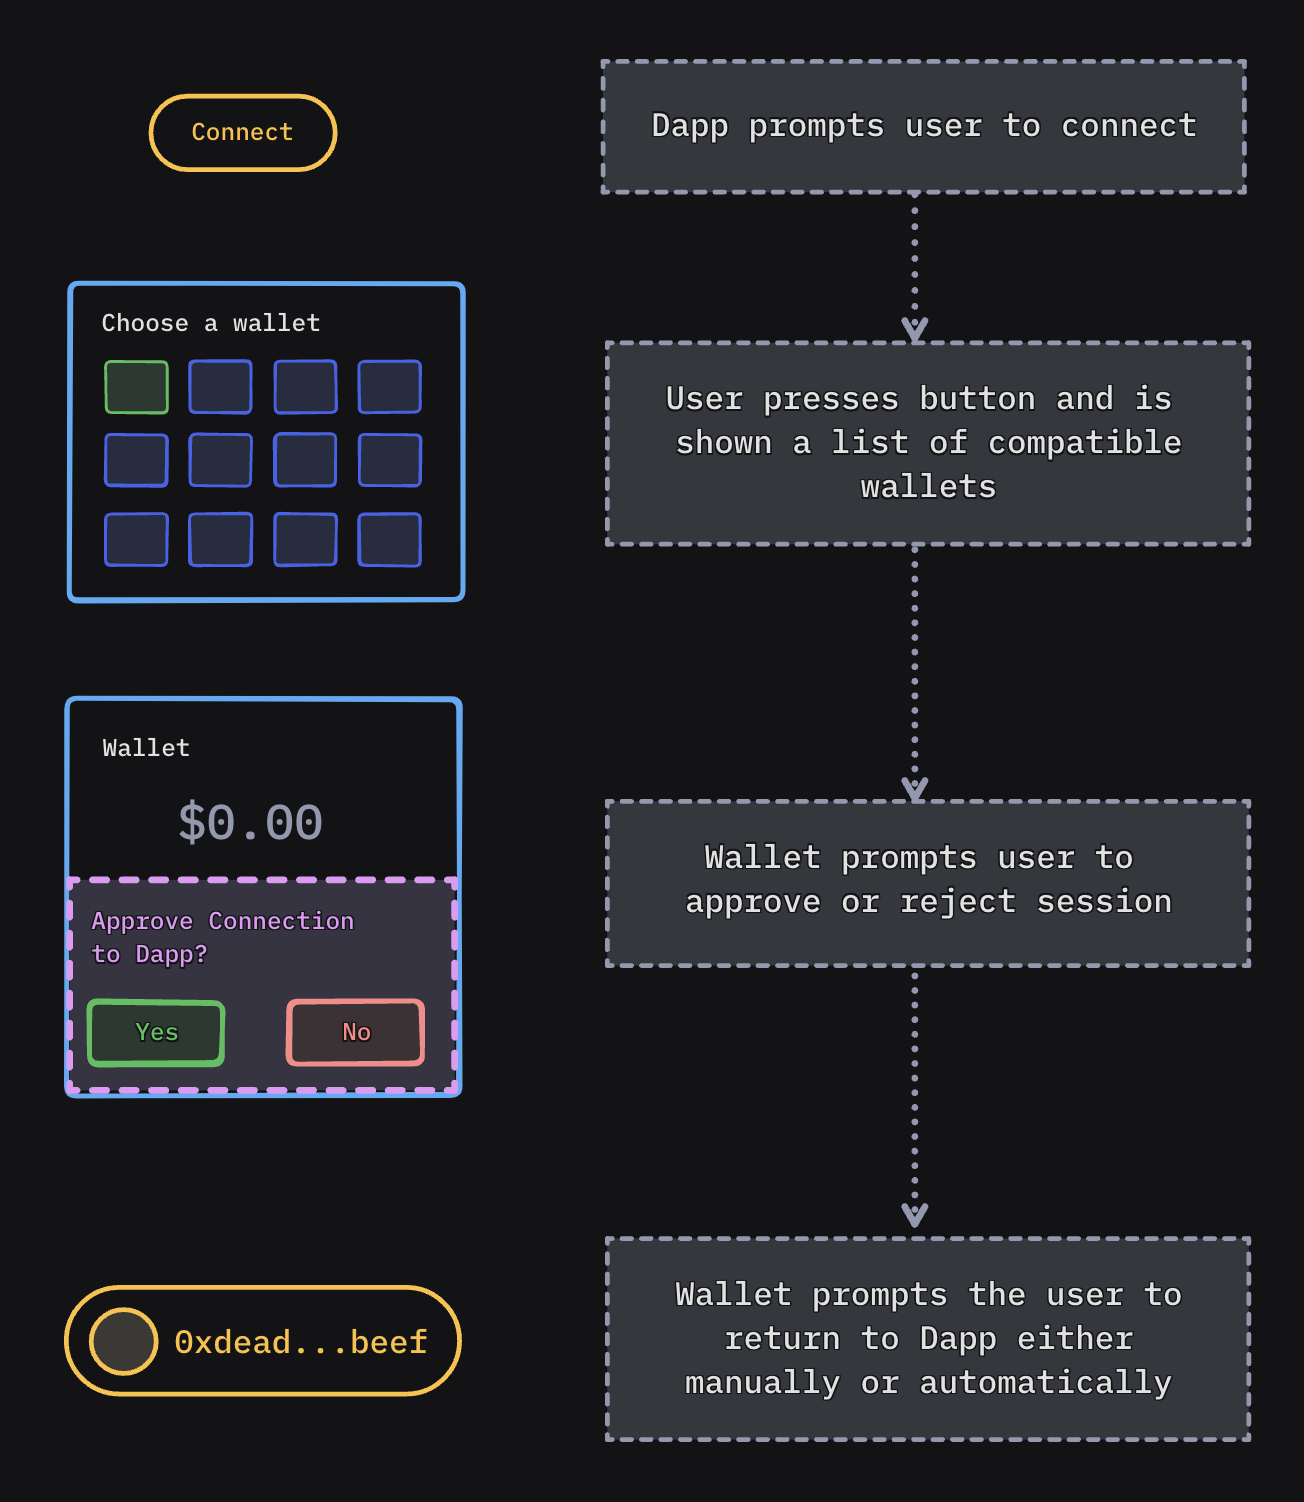 Connect
Dapp prompts user to connect
Choose a wallet
User presses button and is
shown a list of compatible
wallets
Wallet
$0.00
Approve Connection
to Dapp?
Yes
No
Wallet prompts user to
approve or reject session
0xdead...beef
Wallet prompts the user to
return to Dapp either
manually or automatically